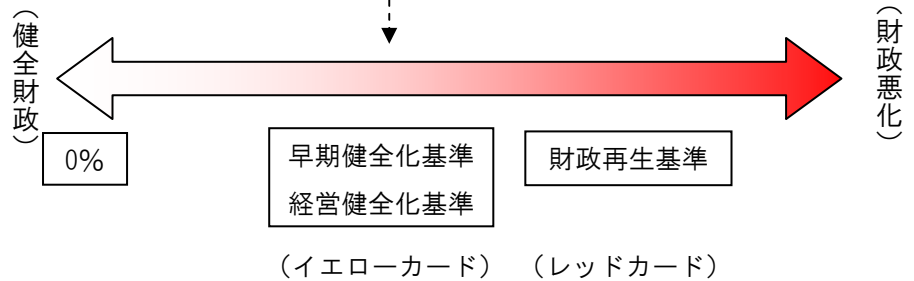 （健全財政）
（財政悪化）
0%
早期健全化基準
経営健全化基準
財政再生基準
（イエローカード）
（レッドカード）